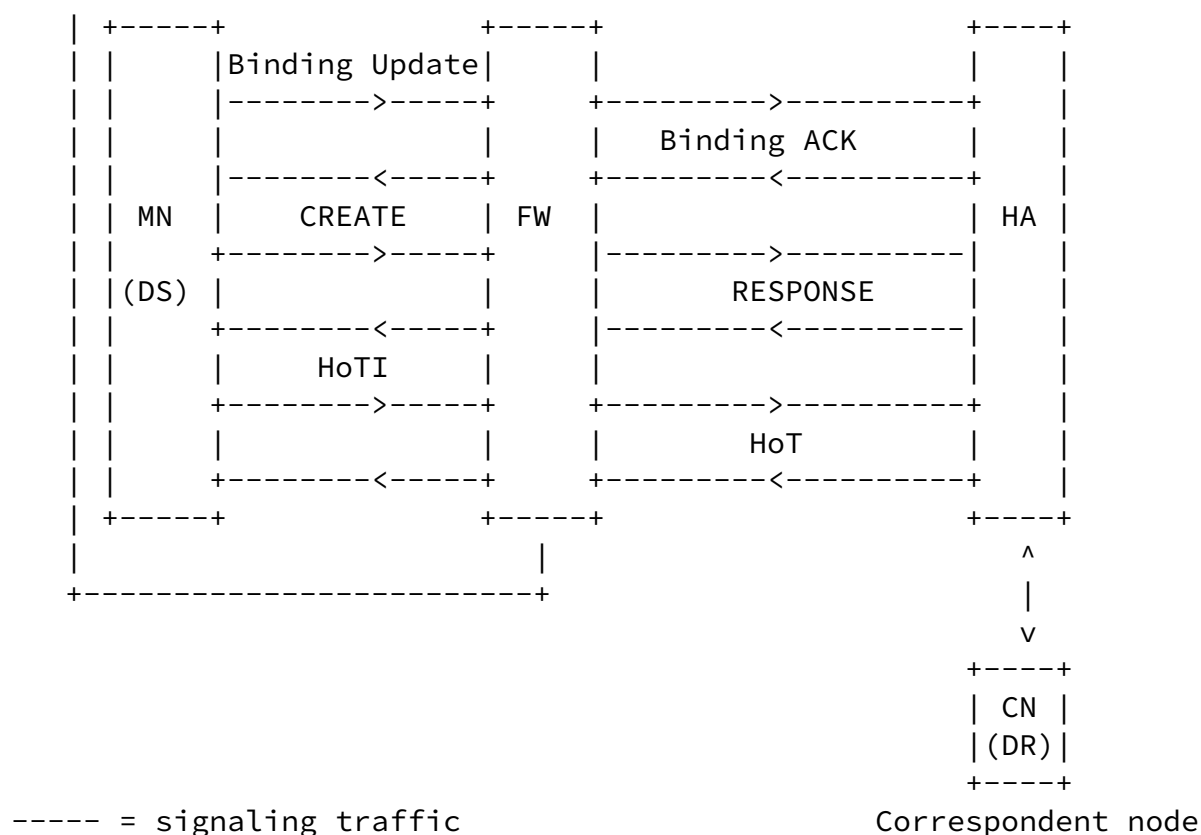 Binding Update
Binding ACK
MN CREATE FW HA
(DS) RESPONSE
HoTI
HoT
CN
(DR)
----- = signaling traffic Correspondent node